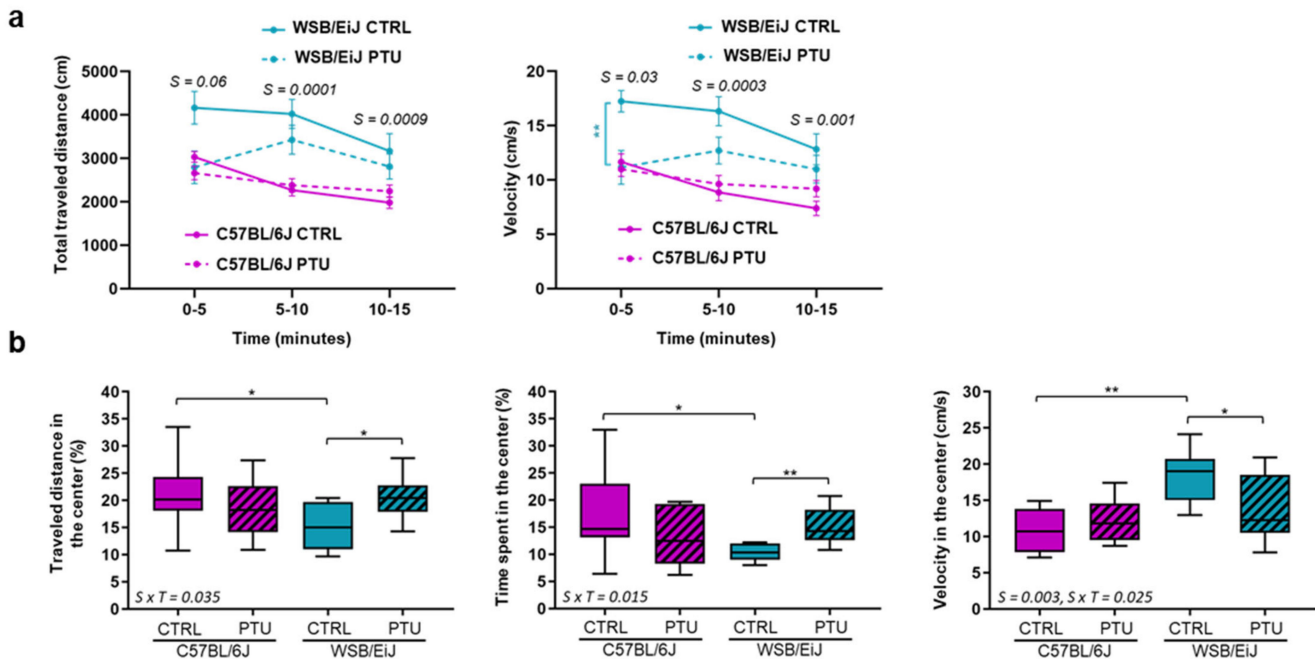 a
WSB/EiJ CTRL
WSB/EiJ PTU
Total traveled distance (cm)
5000
4000
3000
2000
1000
0
S = 0.06
S = 0.0001
S = 0.0009
C57BL/6J CTRL
C57BL/6J PTU
0-5
5-10
10-15
Time (minutes)
WSB/EiJ CTRL
WSB/EiJ PTU
Velocity (cm/s)
20
15
10
5
0
S = 0.03
S = 0.0003
S = 0.001
**
C57BL/6J CTRL
C57BL/6J PTU
0-5
5-10
10-15
Time (minutes)
b
Traveled distance in
the center (%)
40
35
30
25
20
15
10
5
0
*
*
S x T = 0.035
CTRL PTU CTRL PTU
C57BL/6J WSB/EiJ
Time spent in the center (%)
40
35
30
25
20
15
10
5
0
*
**
S x T = 0.015
CTRL PTU CTRL PTU
C57BL/6J WSB/EiJ
Velocity in the center (cm/s)
30
25
20
15
10
5
0
**
*
S = 0.003, S x T = 0.025
CTRL PTU CTRL PTU
C57BL/6J WSB/EiJ